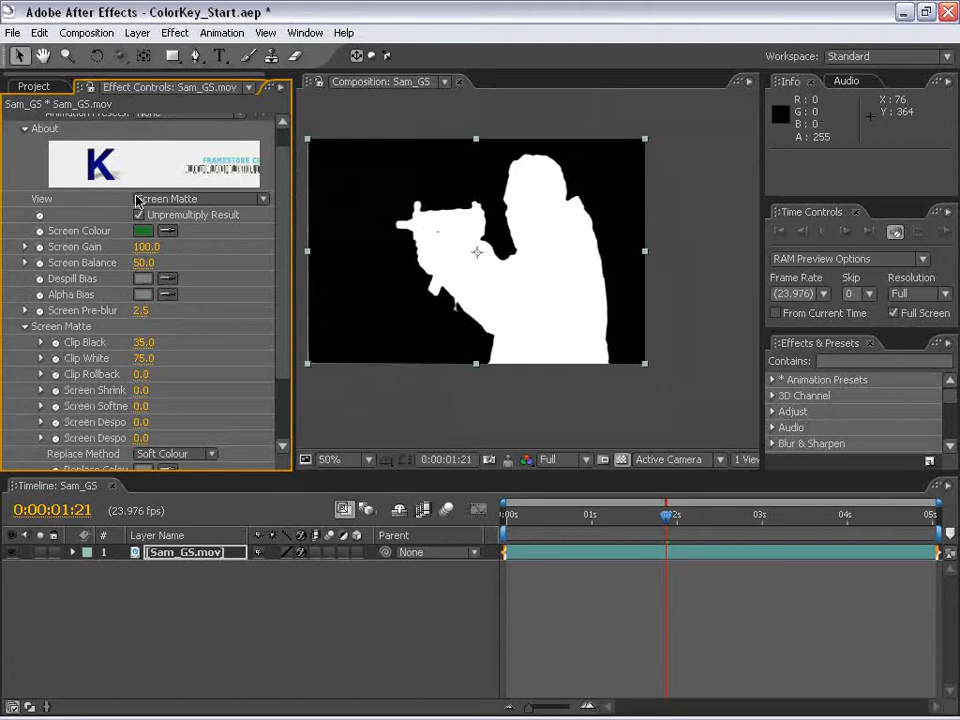 Adobe After Effects - ColorKey_Start.aep *
File Edit Composition Layer Effect Animation View Window Help
Workspace: Standard
Project Effect Controls: Sam_GS.mov
Composition: Sam_GS
Info Audio
Sam_GS * Sam_GS.mov
Animation Presets: None
About
K
FRAMESTORE C
View Screen Matte
Unpremultiply Result
Screen Colour
Screen Gain 100.0
Screen Balance 50.0
Despill Bias
Alpha Bias
Screen Pre-blur 2.5
Screen Matte
Clip Black 35.0
Clip White 75.0
Clip Rollback 0.0
Screen Shrink 0.0
Screen Softne 0.0
Screen Despo 0.0
Screen Despo 0.0
Replace Method Soft Colour
Replace Colou
50% 0:00:01:21 Full Active Camera 1 View
R: 0
G: 0
B: 0
A: 255
X: 76
Y: 364
Time Controls
RAM Preview Options
Frame Rate Skip Resolution
(23.976) 0 Full
From Current Time Full Screen
Effects & Presets
Contains:
* Animation Presets
3D Channel
Adjust
Audio
Blur & Sharpen
Timeline: Sam_GS
0:00:01:21 (23.976 fps)
# Layer Name Parent
:00s 01s 2s 03s 04s 05s
1 [Sam_GS.mov] None